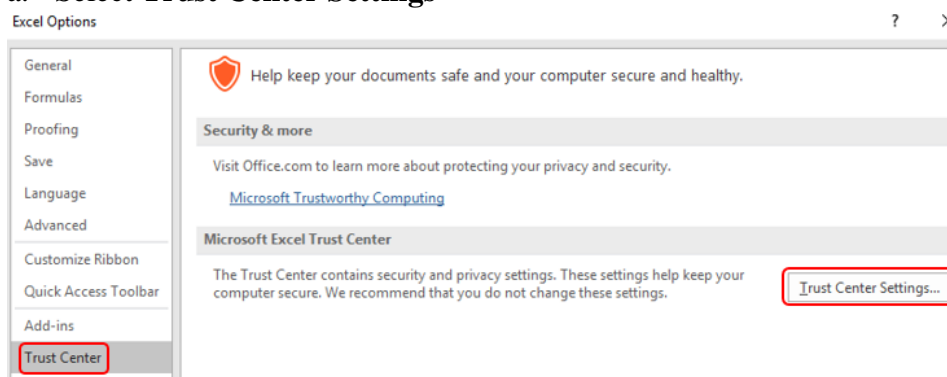 a. Select Trust Center Settings
Excel Options
General
Formulas
Proofing
Save
Language
Advanced
Customize Ribbon
Quick Access Toolbar
Add-ins
Trust Center
Help keep your documents safe and your computer secure and healthy.
Security & more
Visit Office.com to learn more about protecting your privacy and security.
Microsoft Trustworthy Computing
Microsoft Excel Trust Center
The Trust Center contains security and privacy settings. These settings help keep your
computer secure. We recommend that you do not change these settings.
Trust Center Settings...